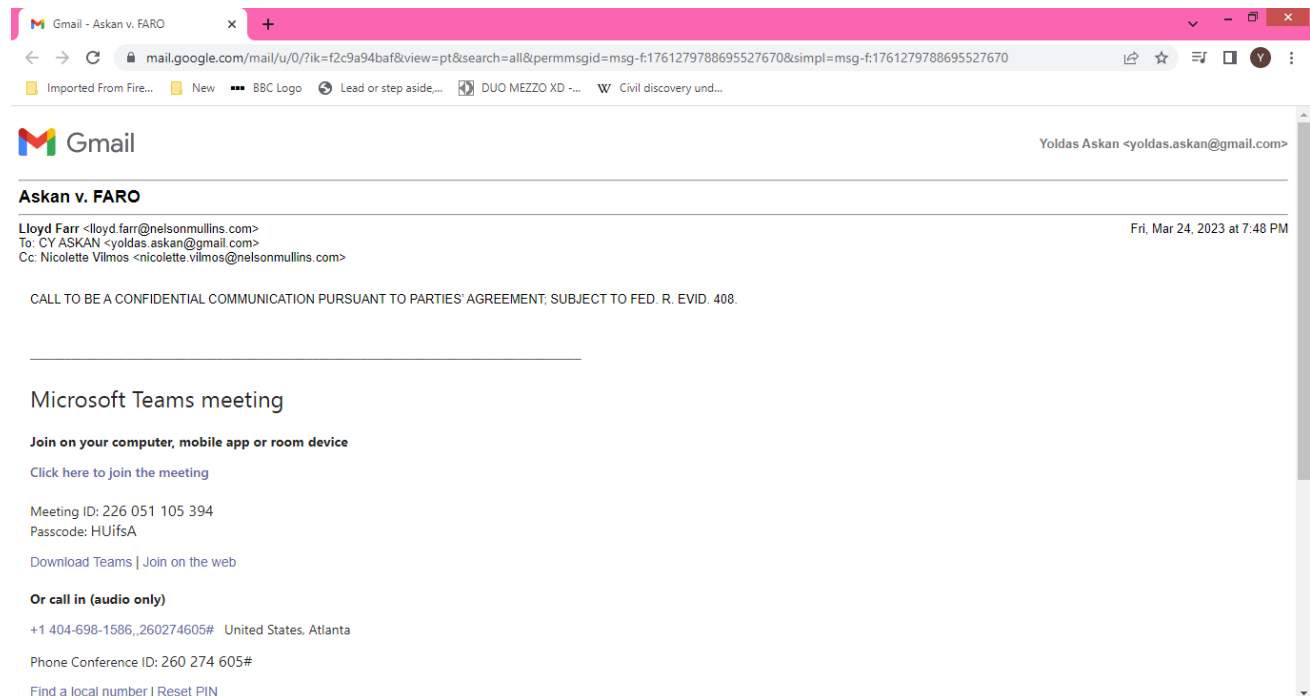 Gmail - Askan v. FARO
mail.google.com/mail/u/0/?ik=f2c9a94baf&view=pt&search=all&permmsgid=msg-f:1761279788695527670&simpl=msg-f:1761279788695527670
Imported From Fire... New BBC Logo Lead or step aside,... DUO MEZZO XD -... W Civil discovery und...
Gmail
Yoldas Askan <yoldas.askan@gmail.com>
Askan v. FARO
Lloyd Farr <lloyd.farr@nelsonmullins.com> Fri, Mar 24, 2023 at 7:48 PM
To: CY ASKAN <yoldas.askan@gmail.com>
Cc: Nicolette Vilmos <nicolette.vilmos@nelsonmullins.com>
CALL TO BE A CONFIDENTIAL COMMUNICATION PURSUANT TO PARTIES' AGREEMENT; SUBJECT TO FED. R. EVID. 408.
Microsoft Teams meeting
Join on your computer, mobile app or room device
Click here to join the meeting
Meeting ID: 226 051 105 394
Passcode: HUifsA
Download Teams | Join on the web
Or call in (audio only)
+1 404-698-1586,,260274605# United States, Atlanta
Phone Conference ID: 260 274 605#
Find a local number | Reset PIN